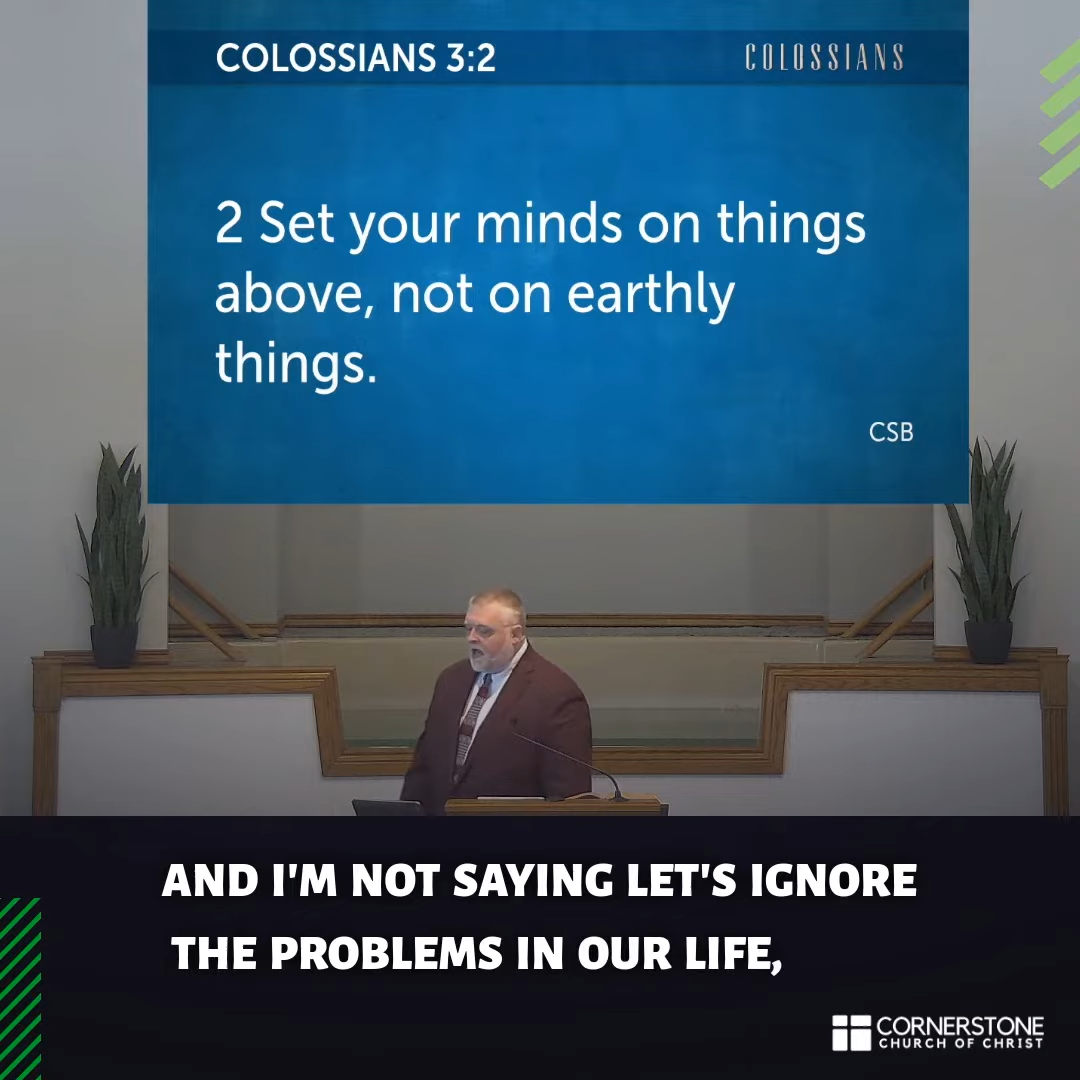 COLOSSIANS 3:2
COLOSSIANS
2 Set your minds on things
above, not on earthly
things.
CSB
AND I'M NOT SAYING LET'S IGNORE
THE PROBLEMS IN OUR LIFE,
CORNERSTONE
CHURCH OF CHRIST